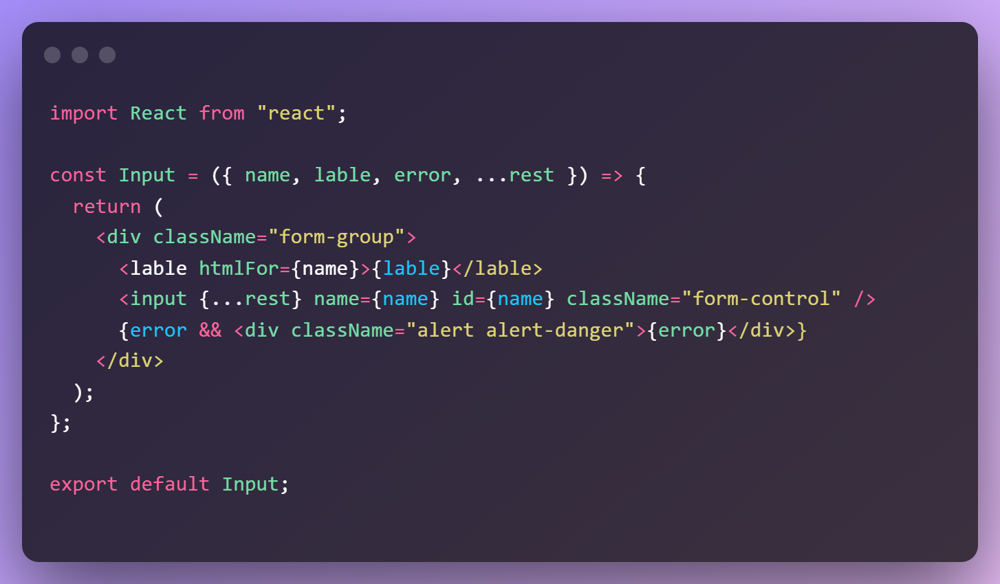 import React from "react";
const Input = ({ name, lable, error, ...rest }) => {
return (
<div className="form-group">
<lable htmlFor={name}>{lable}</lable>
<input {...rest} name={name} id={name} className="form-control" />
{error && <div className="alert alert-danger">{error}</div>}
</div>
);
};
export default Input;